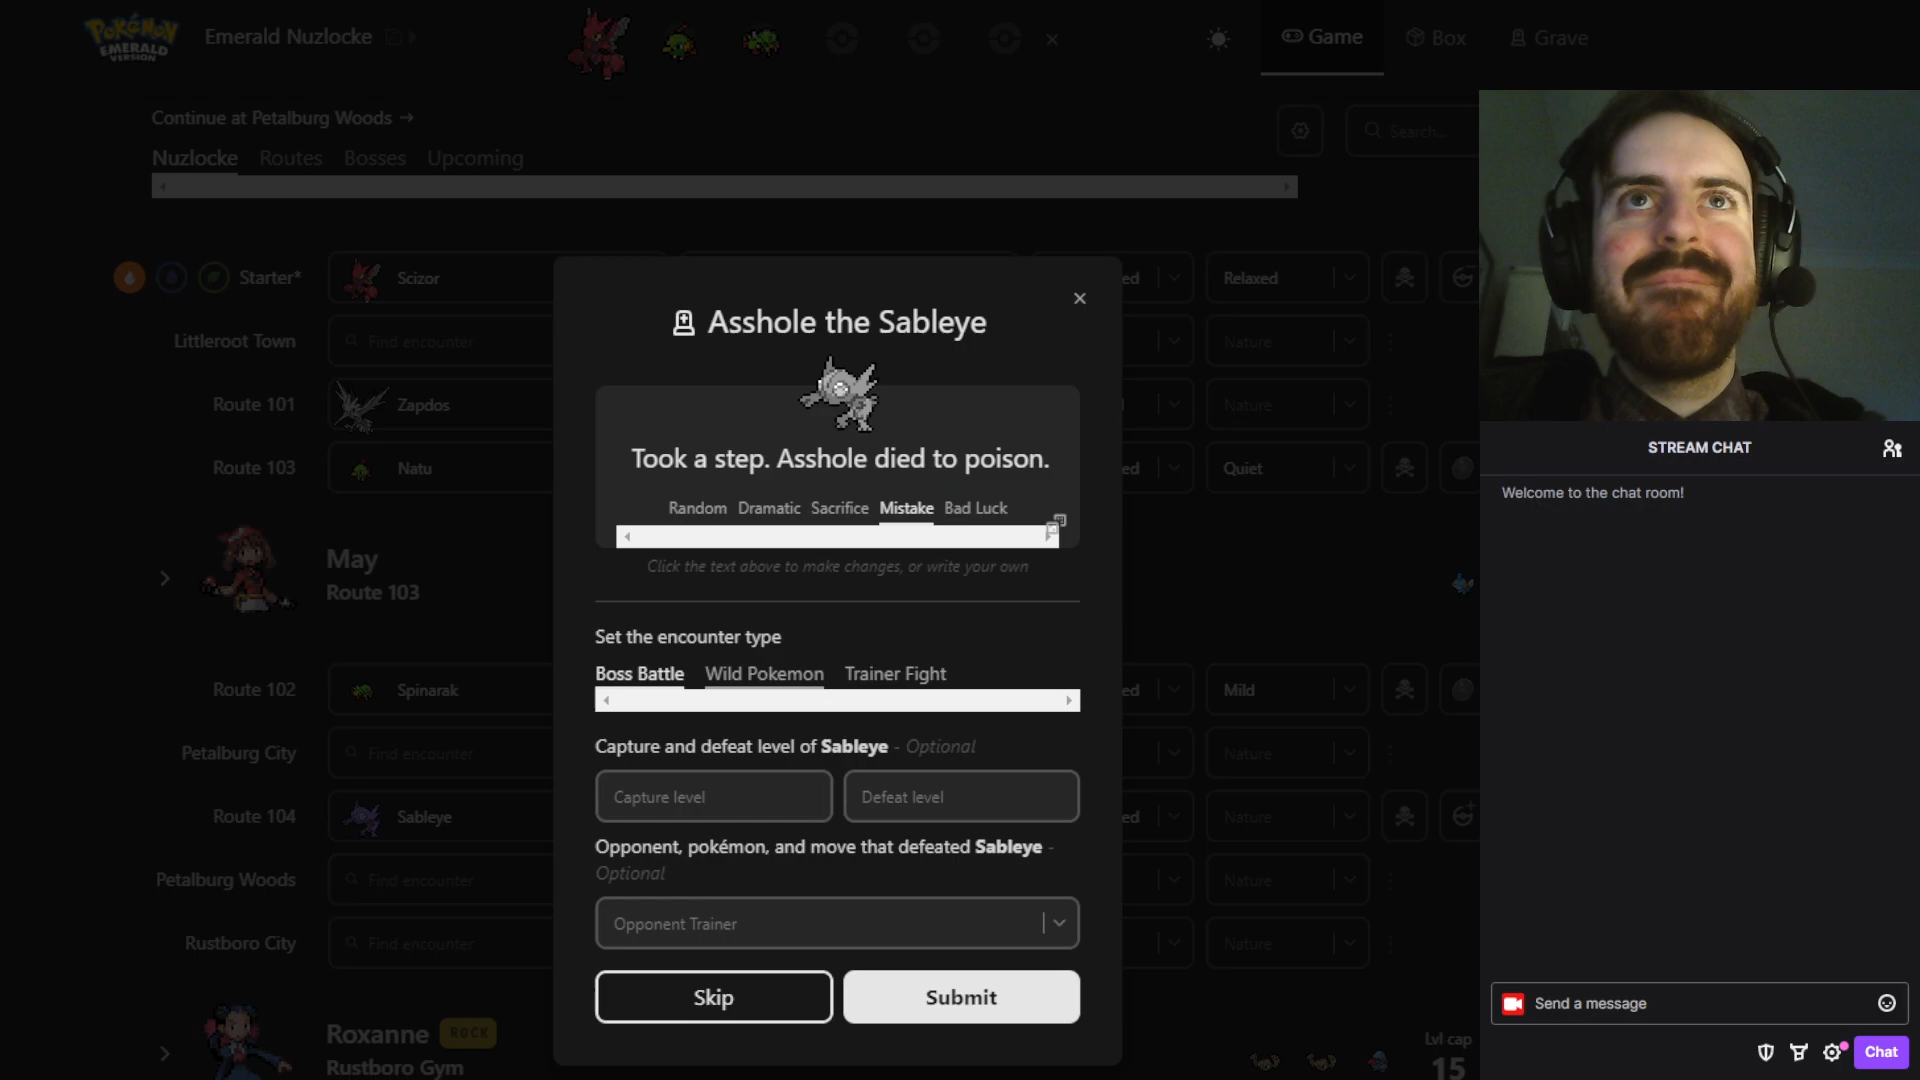 Pokémon
EMERALD
VERSION
Emerald Nuzlocke
Game
Box
Grave
Continue at Petalburg Woods →
Nuzlocke
Routes
Bosses
Upcoming
Search...
Starter*
Scizor
ed
Relaxed
Littleroot Town
Find encounter
Nature
Route 101
Zapdos
Nature
Route 103
Natu
ed
Quiet
May
Route 103
Route 102
Spinarak
ed
Mild
Petalburg City
Find encounter
Nature
Route 104
Sableye
ed
Nature
Petalburg Woods
Find encounter
Nature
Rustboro City
Find encounter
Nature
Roxanne
ROCK
Rustboro Gym
Lvl cap
15
Asshole the Sableye
Took a step. Asshole died to poison.
Random Dramatic Sacrifice Mistake Bad Luck
Click the text above to make changes, or write your own
Set the encounter type
Boss Battle Wild Pokemon Trainer Fight
Capture and defeat level of Sableye - Optional
Capture level
Defeat level
Opponent, pokémon, and move that defeated Sableye -
Optional
Opponent Trainer
Skip
Submit
STREAM CHAT
Welcome to the chat room!
Send a message
Chat